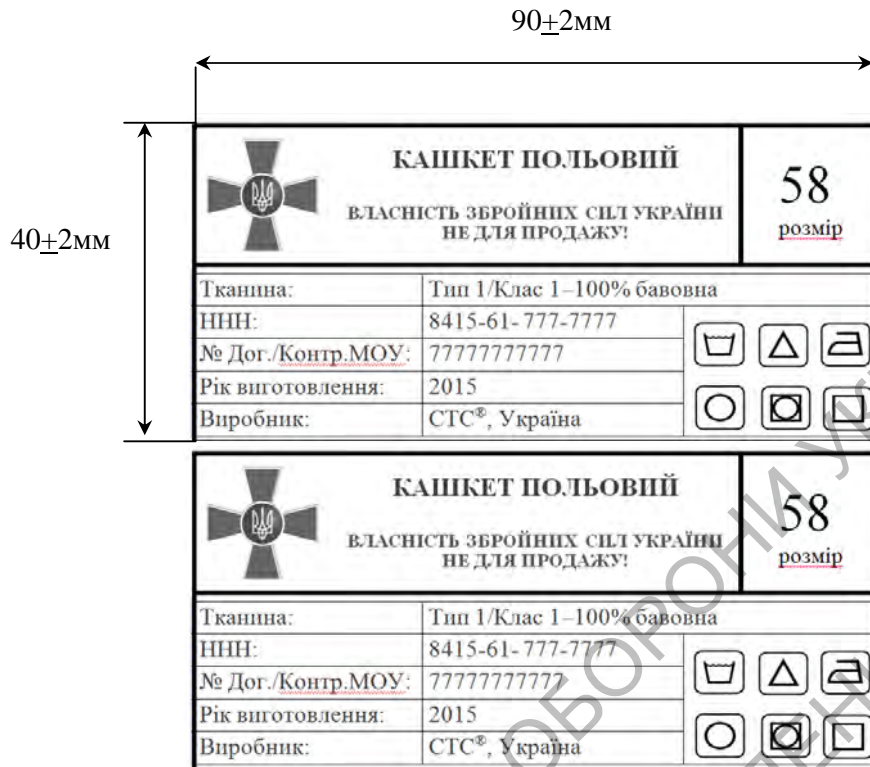 90±2мм
40±2мм
КАШКЕТ ПОЛЬОВИЙ
ВЛАСНІСТЬ ЗБРОЙНИХ СИЛ УКРАЇНИ
НЕ ДЛЯ ПРОДАЖУ!
58
розмір
Тканина: Тип 1/Клас 1–100% бавовна
ННН: 8415-61- 777-7777
№ Дог./Контр.МОУ: 77777777777
Рік виготовлення: 2015
Виробник: СТС®, Україна
КАШКЕТ ПОЛЬОВИЙ
ВЛАСНІСТЬ ЗБРОЙНИХ СИЛ УКРАЇНИ
НЕ ДЛЯ ПРОДАЖУ!
58
розмір
Тканина: Тип 1/Клас 1–100% бавовна
ННН: 8415-61- 777-7777
№ Дог./Контр.МОУ: 77777777777
Рік виготовлення: 2015
Виробник: СТС®, Україна
ОБОРОНИ